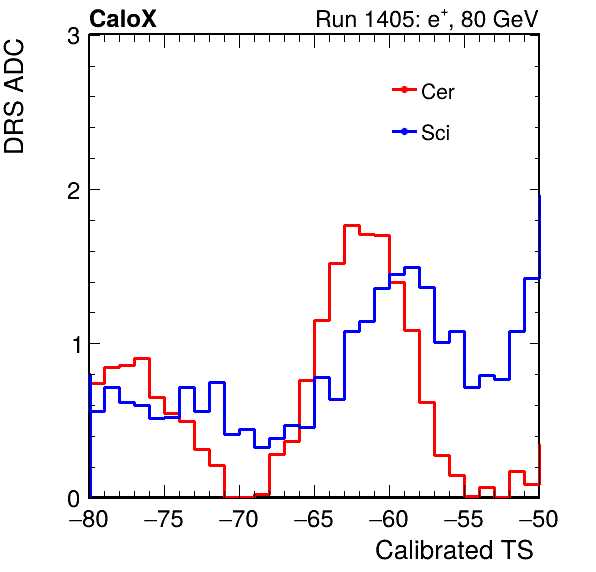 CaloX Run 1405: e⁺, 80 GeV
DRS ADC
3
Cer
Sci
2
1
0
−80 −75 −70 −65 −60 −55 −50
Calibrated TS